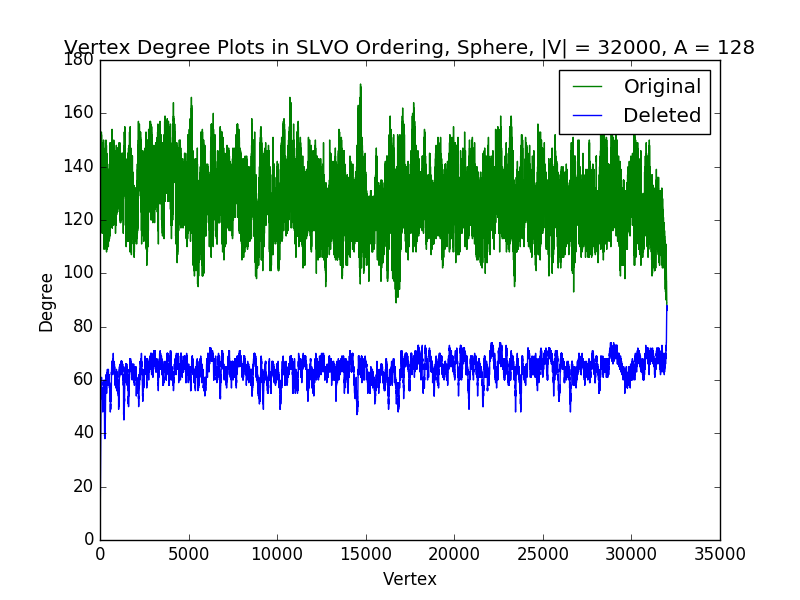 Vertex Degree Plots in SLVO Ordering, Sphere, |V| = 32000, A = 128
180
160
140
120
100
80
60
40
20
0
Degree
Original
Deleted
0 5000 10000 15000 20000 25000 30000 35000
Vertex